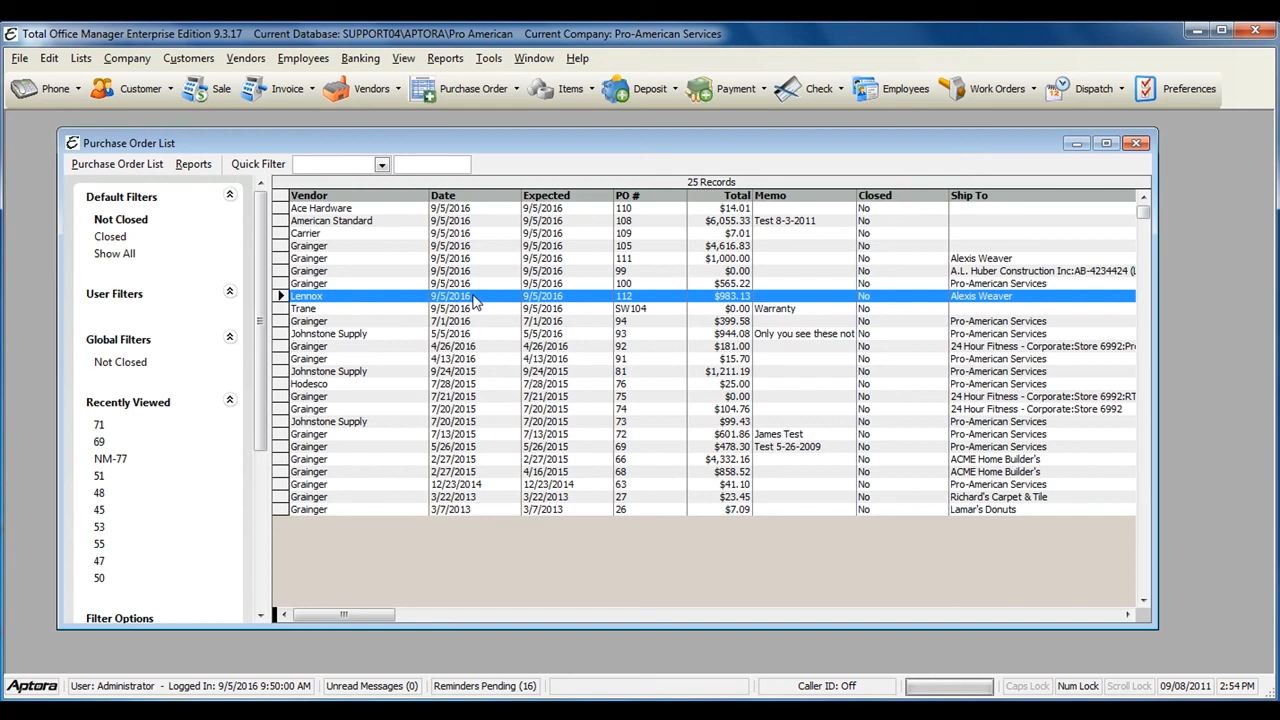 Total Office Manager Enterprise Edition 9.3.17 Current Database: SUPPORT04\APTORA\Pro American Current Company: Pro-American Services
File Edit Lists Company Customers Vendors Employees Banking View Reports Tools Window Help
Phone Customer Sale Invoice Vendors Purchase Order Items Deposit Payment Check Employees Work Orders Dispatch Preferences
Purchase Order List
Purchase Order List Reports Quick Filter
25 Records
Default Filters
Not Closed
Closed
Show All
User Filters
Global Filters
Not Closed
Recently Viewed
71
69
NM-77
51
48
45
53
55
47
50
Filter Options
Vendor Date Expected PO # Total Memo Closed Ship To
Ace Hardware 9/5/2016 9/5/2016 110 $14.01 No
American Standard 9/5/2016 9/5/2016 108 $6,055.33 Test 8-3-2011 No
Carrier 9/5/2016 9/5/2016 109 $7.01 No
Grainger 9/5/2016 9/5/2016 105 $4,616.83 No
Grainger 9/5/2016 9/5/2016 111 $1,000.00 No Alexis Weaver
Grainger 9/5/2016 9/5/2016 99 $0.00 No A.L. Huber Construction Inc:AB-4234424 (L
Grainger 9/5/2016 9/5/2016 100 $565.22 No Pro-American Services
Lennox 9/5/2016 9/5/2016 112 $983.13 No Alexis Weaver
Trane 9/5/2016 9/5/2016 SW104 $0.00 Warranty No
Grainger 7/1/2016 7/1/2016 94 $399.58 No Pro-American Services
Johnstone Supply 5/5/2016 5/5/2016 93 $944.08 Only you see these not No Pro-American Services
Grainger 4/26/2016 4/26/2016 92 $181.00 No 24 Hour Fitness - Corporate:Store 6992:Pr
Grainger 4/13/2016 4/13/2016 91 $15.70 No Pro-American Services
Johnstone Supply 9/24/2015 9/24/2015 81 $1,211.19 No Pro-American Services
Hodesco 7/28/2015 7/28/2015 76 $25.00 No Pro-American Services
Grainger 7/21/2015 7/21/2015 75 $0.00 No 24 Hour Fitness - Corporate:Store 6992:RT
Grainger 7/20/2015 7/20/2015 74 $104.76 No 24 Hour Fitness - Corporate:Store 6992
Johnstone Supply 7/20/2015 7/20/2015 73 $99.43 No Pro-American Services
Grainger 7/13/2015 7/13/2015 72 $601.86 James Test No Pro-American Services
Grainger 5/26/2015 5/26/2015 69 $478.30 Test 5-26-2009 No Pro-American Services
Grainger 2/27/2015 2/27/2015 66 $4,332.16 No ACME Home Builder's
Grainger 2/27/2015 4/16/2015 68 $858.52 No ACME Home Builder's
Grainger 12/23/2014 12/23/2014 63 $41.10 No Pro-American Services
Grainger 3/22/2013 3/22/2013 27 $23.45 No Richard's Carpet & Tile
Grainger 3/7/2013 3/7/2013 26 $7.09 No Lamar's Donuts
Aptora User: Administrator - Logged In: 9/5/2016 9:50:00 AM Unread Messages (0) Reminders Pending (16) Caller ID: Off Caps Lock Num Lock Scroll Lock 09/08/2011 2:54 PM